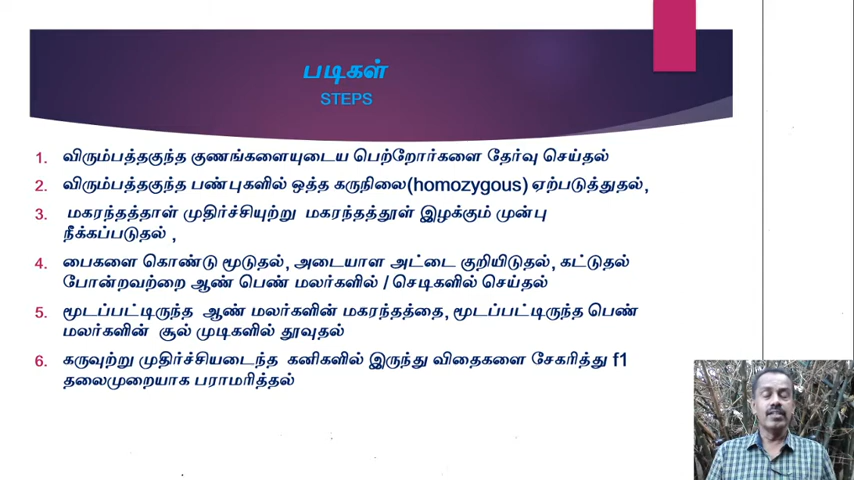 படிகள்
STEPS
1. விரும்பத்தகுந்த குணங்களையுடைய பெற்றோர்களை தேர்வு செய்தல்
2. விரும்பத்தகுந்த பண்புகளில் ஒத்த கருநிலை(homozygous) ஏற்படுத்துதல்,
3. மகரந்தத்தாள் முதிர்ச்சியுற்று மகரந்தத்தூள் இழக்கும் முன்பு
நீக்கப்படுதல் ,
4. பைகளை கொண்டு மூடுதல், அடையாள அட்டை குறியிடுதல், கட்டுதல்
போன்றவற்றை ஆண் பெண் மலர்களில் / செடிகளில் செய்தல்
5. மூடப்பட்டிருந்த ஆண் மலர்களின் மகரந்தத்தை, மூடப்பட்டிருந்த பெண்
மலர்களின் சூல் முடிகளில் தூவுதல்
6. கருவுற்று முதிர்ச்சியடைந்த கனிகளில் இருந்து விதைகளை சேகரித்து f1
தலைமுறையாக பராமரித்தல்